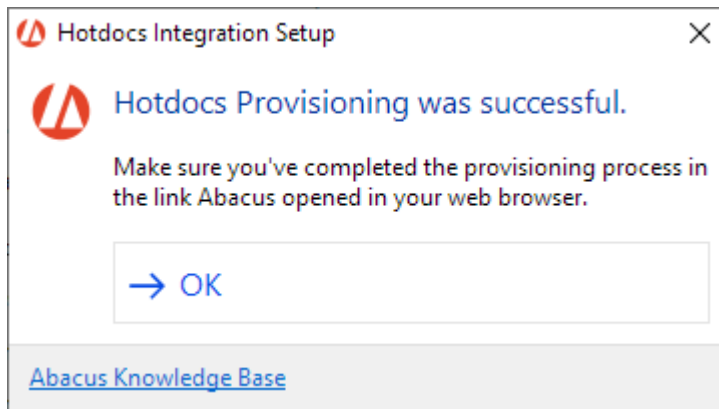 Hotdocs Integration Setup
Hotdocs Provisioning was successful.
Make sure you've completed the provisioning process in
the link Abacus opened in your web browser.
OK
Abacus Knowledge Base